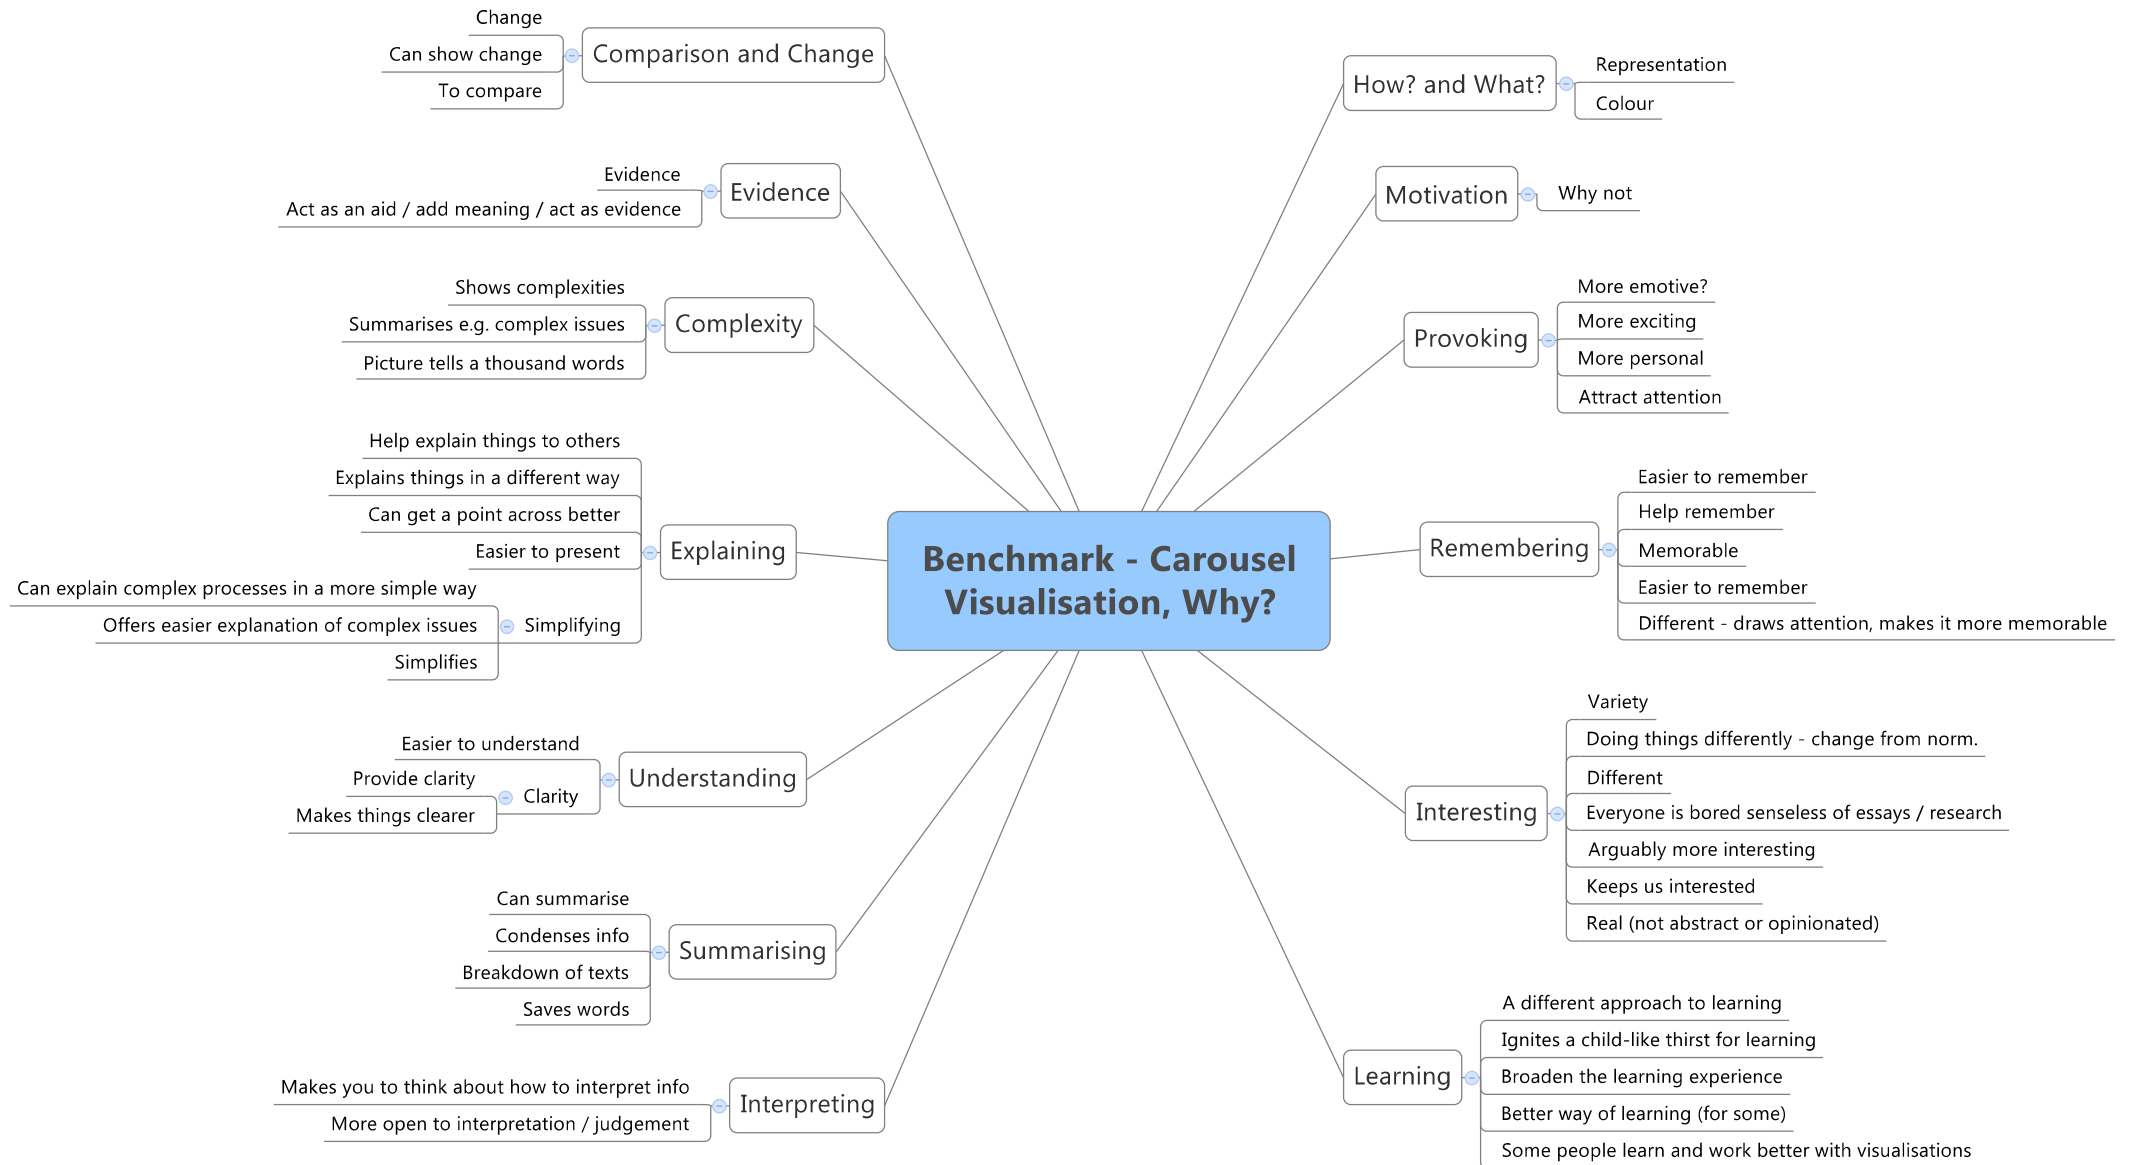 Benchmark - Carousel
Visualisation, Why?
How? and What?
Representation
Colour
Motivation
Why not
Provoking
More emotive?
More exciting
More personal
Attract attention
Remembering
Easier to remember
Help remember
Memorable
Easier to remember
Different - draws attention, makes it more memorable
Interesting
Variety
Doing things differently - change from norm.
Different
Everyone is bored senseless of essays / research
Arguably more interesting
Keeps us interested
Real (not abstract or opinionated)
Learning
A different approach to learning
Ignites a child-like thirst for learning
Broaden the learning experience
Better way of learning (for some)
Some people learn and work better with visualisations
Comparison and Change
Change
Can show change
To compare
Evidence
Evidence
Act as an aid / add meaning / act as evidence
Complexity
Shows complexities
Summarises e.g. complex issues
Picture tells a thousand words
Explaining
Help explain things to others
Explains things in a different way
Can get a point across better
Easier to present
Simplifying
Can explain complex processes in a more simple way
Offers easier explanation of complex issues
Simplifies
Understanding
Easier to understand
Clarity
Provide clarity
Makes things clearer
Summarising
Can summarise
Condenses info
Breakdown of texts
Saves words
Interpreting
Makes you to think about how to interpret info
More open to interpretation / judgement